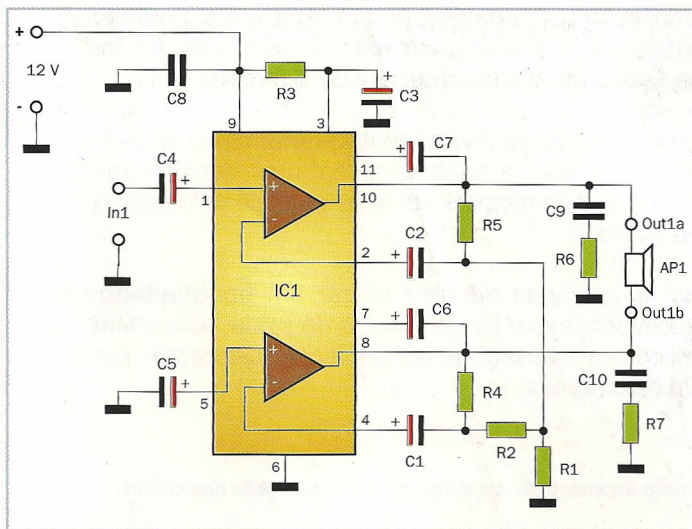 +
12 V
-
C8
R3
+
C3
9
3
C4
+
In1
1
+
-
11
+
C7
10
R5
C9
Out1a
2
+
C2
R6
AP1
IC1
Out1b
7
+
C6
8
+
-
C5
+
5
R4
C10
4
+
C1
R2
R7
R1
6